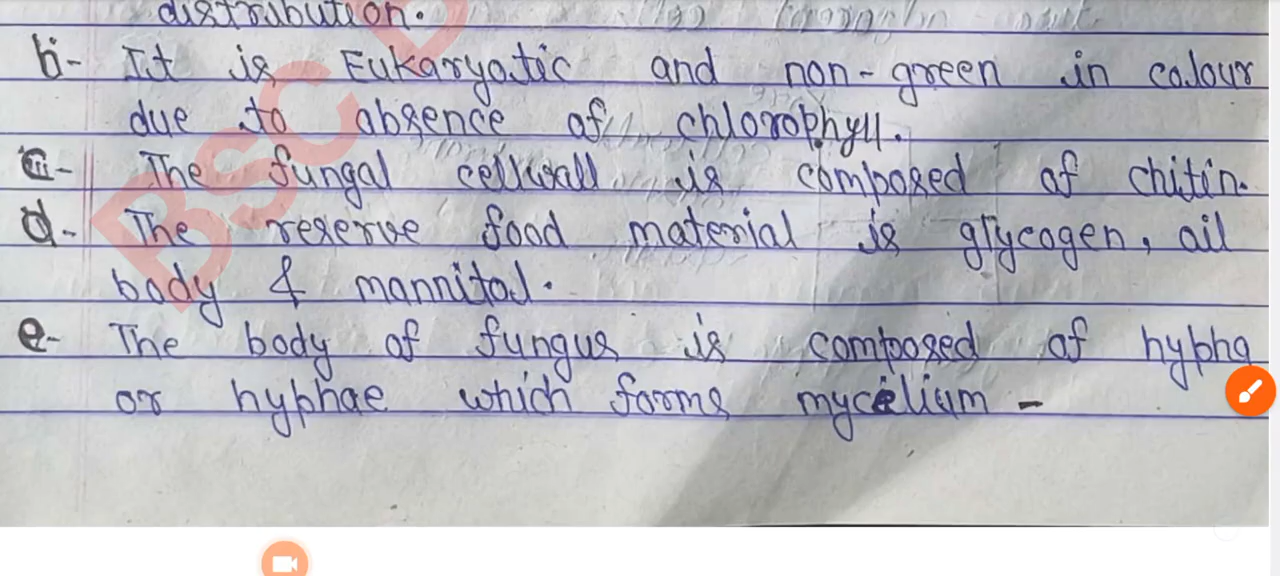 distribution.
b- It is Eukaryotic and non-green in colour
due to absence of chlorophyll.
c- The fungal cellwall is composed of chitin.
d- The reserve food material is glycogen, oil
body & mannitol.
e- The body of fungus is composed of hypha
or hyphae which forms mycelium -
BSC